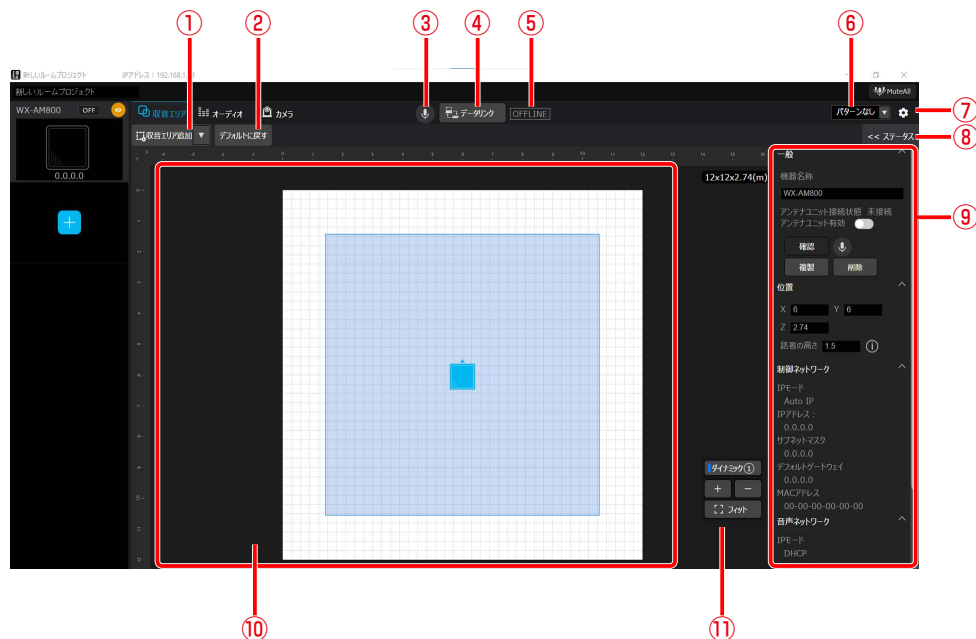 ① ② ③ ④ ⑤ ⑥
新しいルームプロジェクト IPアドレス : 192.168.1.
新しいルームプロジェクト MuteAll
WX-AM800 OFF
収音エリア オーディオ カメラ データリンク OFFLINE パターンなし ⑦
収音エリア追加 デフォルトに戻す << ステータス ⑧
0.0.0.0
12x12x2.74(m)
一般
機器名称
WX-AM800
アンテナユニット接続状態 未接続
アンテナユニット有効
⑨
確認
複製 削除
位置
X 6 Y 6
Z 2.74
話者の高さ 1.5
制御ネットワーク
IPモード
Auto IP
IPアドレス :
0.0.0.0
サブネットマスク
0.0.0.0
デフォルトゲートウェイ
0.0.0.0
MACアドレス
00-00-00-00-00-00
音声ネットワーク
IPモード
DHCP
ダイナミック①
+ −
フィット
⑩ ⑪